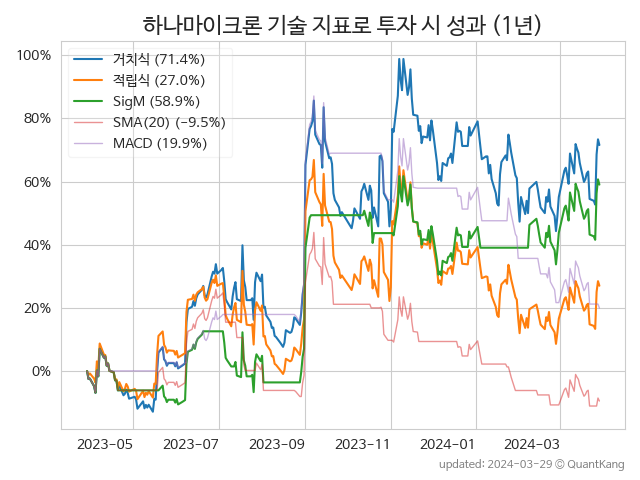 하나마이크론 기술 지표로 투자 시 성과 (1년)
거치식 (71.4%)
적립식 (27.0%)
SigM (58.9%)
SMA(20) (−9.5%)
MACD (19.9%)
100%
80%
60%
40%
20%
0%
2023−05
2023−07
2023−09
2023−11
2024−01
2024−03
updated: 2024−03−29 ⓒ QuantKang